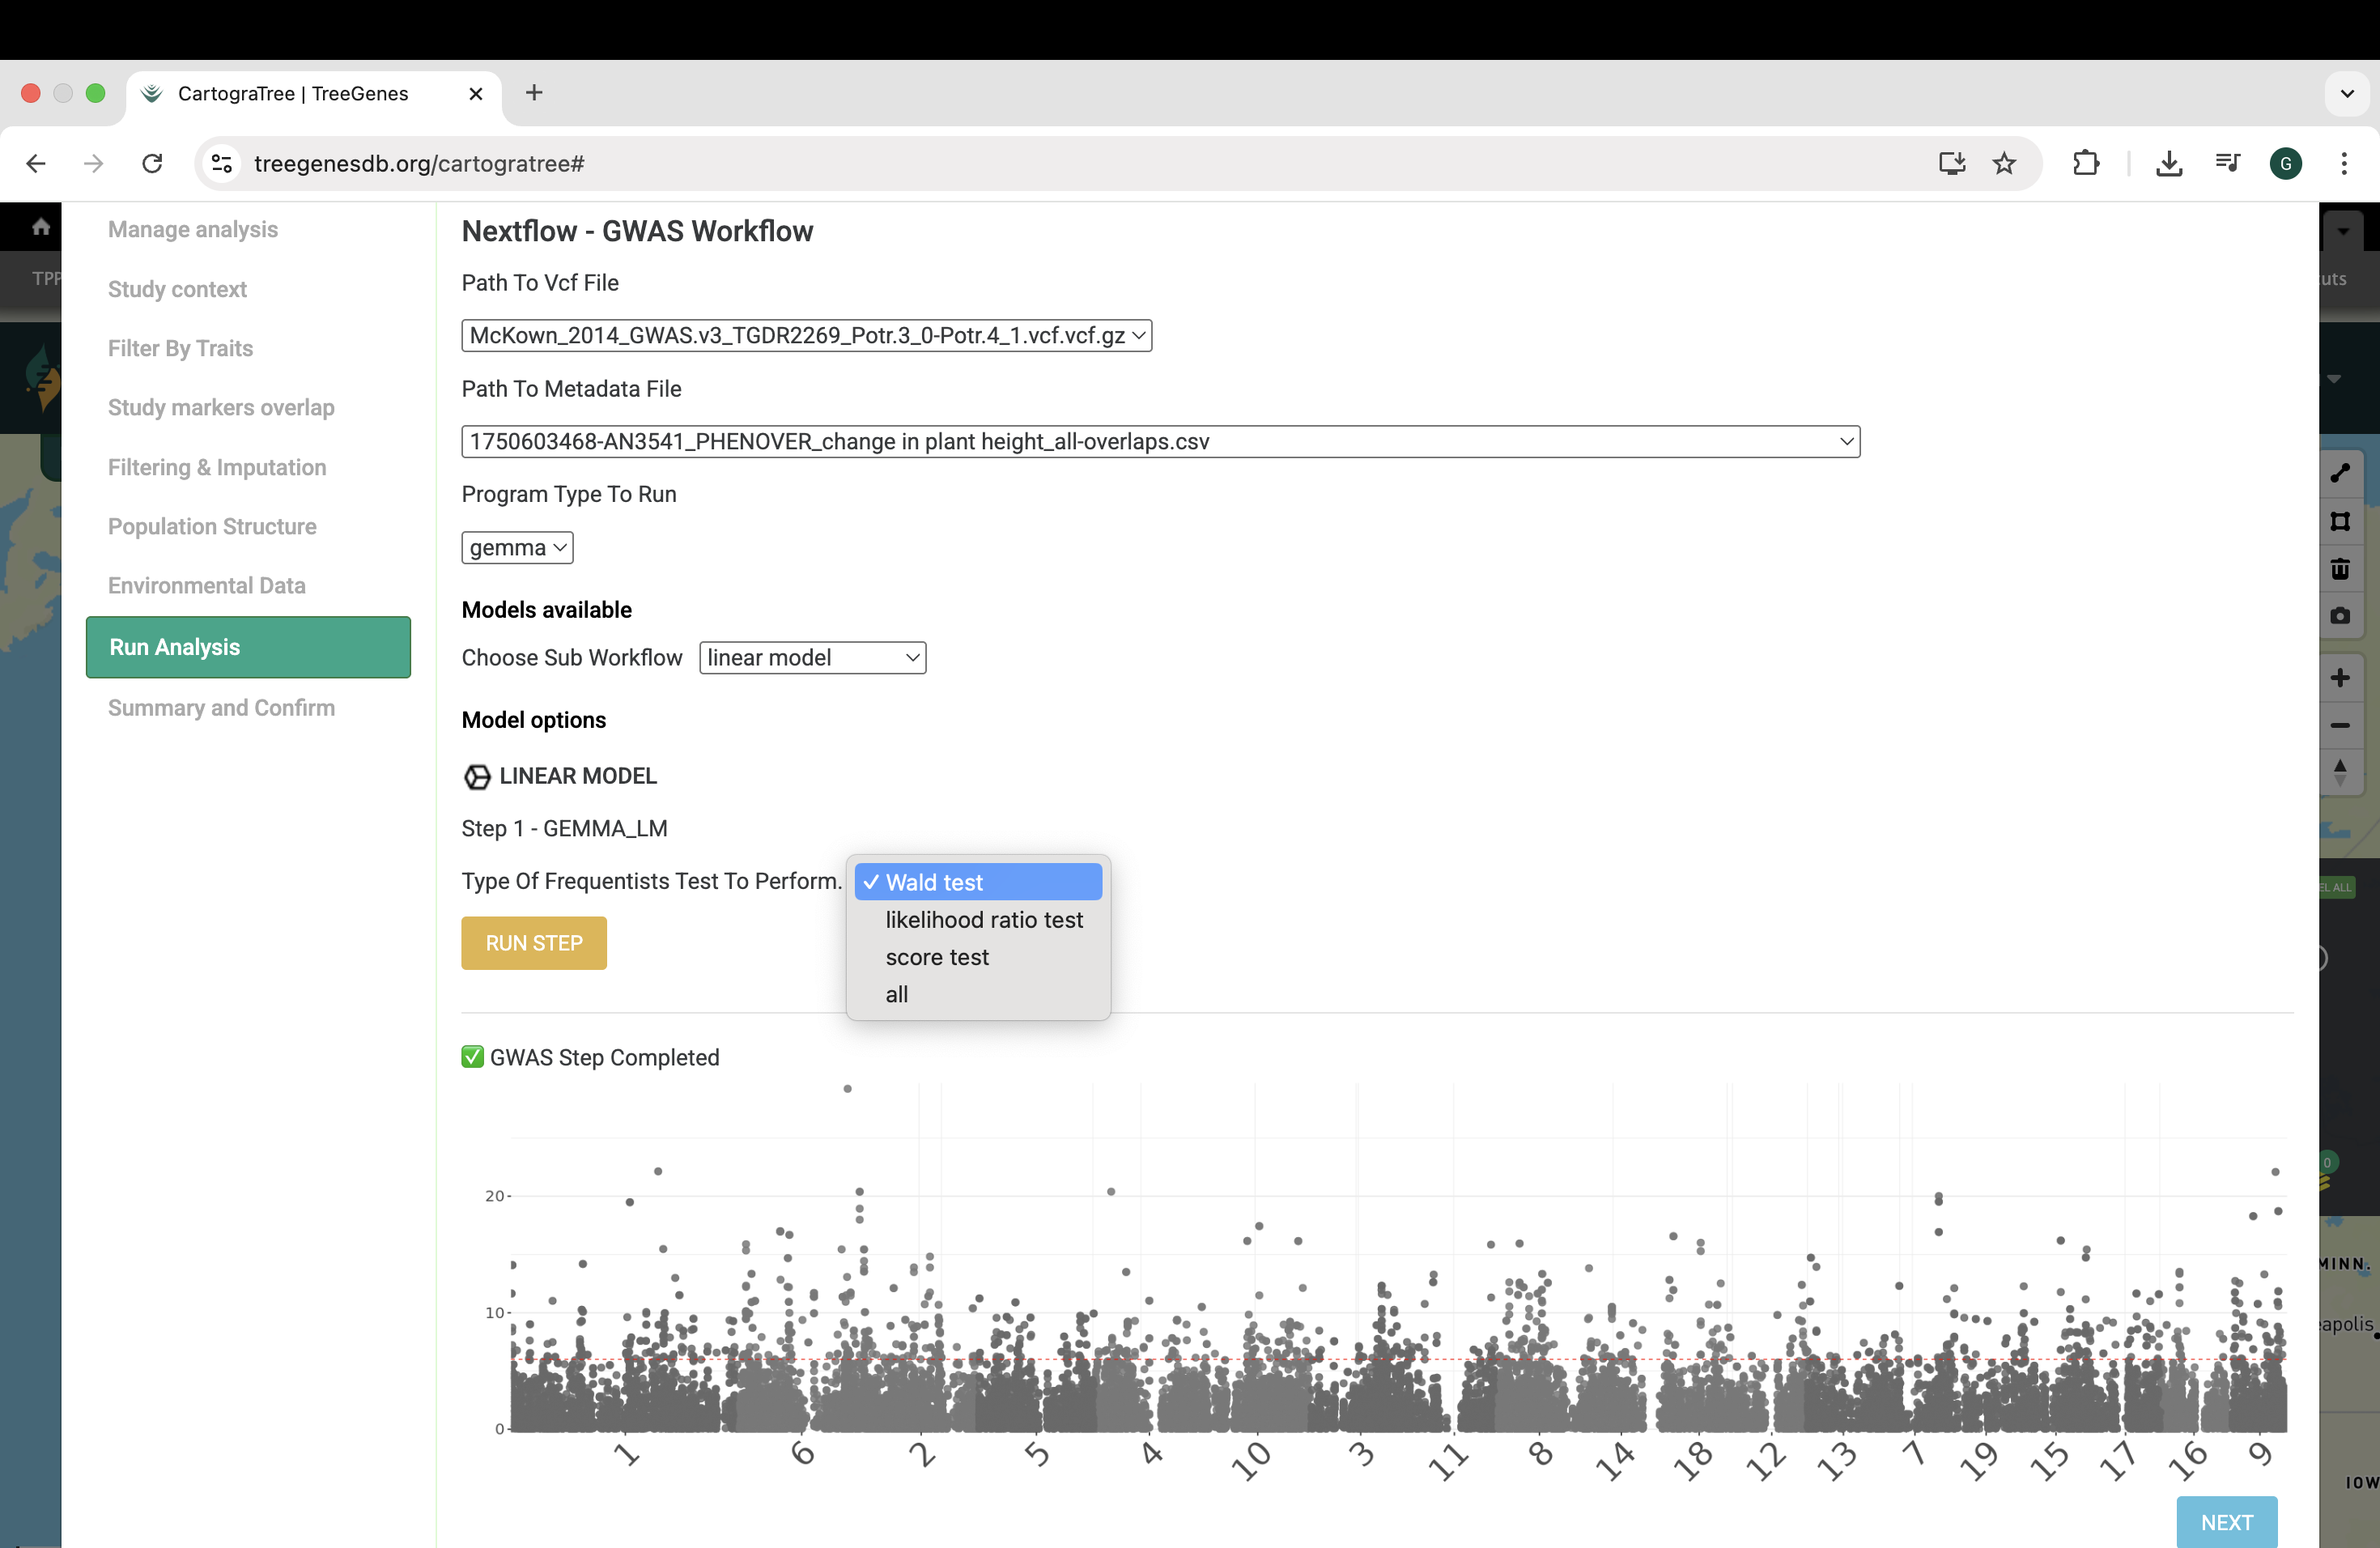 CartograTree | TreeGenes
treegenesdb.org/cartogratree#
G
TPP
Manage analysis
Study context
Filter By Traits
Study markers overlap
Filtering & Imputation
Population Structure
Environmental Data
Run Analysis
Summary and Confirm
Nextflow - GWAS Workflow
Path To Vcf File
McKown_2014_GWAS.v3_TGDR2269_Potr.3_0-Potr.4_1.vcf.vcf.gz
Path To Metadata File
1750603468-AN3541_PHENOVER_change in plant height_all-overlaps.csv
Program Type To Run
gemma
Models available
Choose Sub Workflow linear model
Model options
LINEAR MODEL
Step 1 - GEMMA_LM
Type Of Frequentists Test To Perform.
Wald test
likelihood ratio test
score test
all
RUN STEP
GWAS Step Completed
20
10
0
1 6 2 5 4 10 3 11 8 14 18 12 13 7 19 15 17 16 9
NEXT
uts
EL ALL
0
MINN.
eapolis
IOW